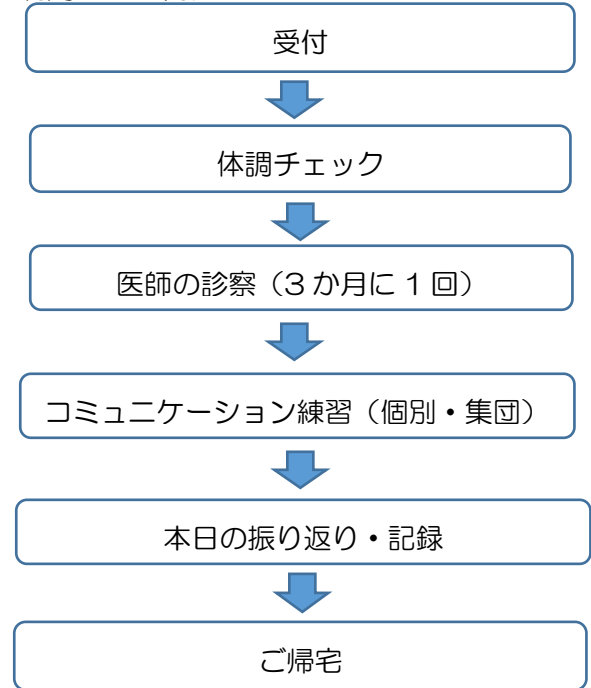 受付
体調チェック
医師の診察（3か月に1回）
コミュニケーション練習（個別・集団）
本日の振り返り・記録
ご帰宅